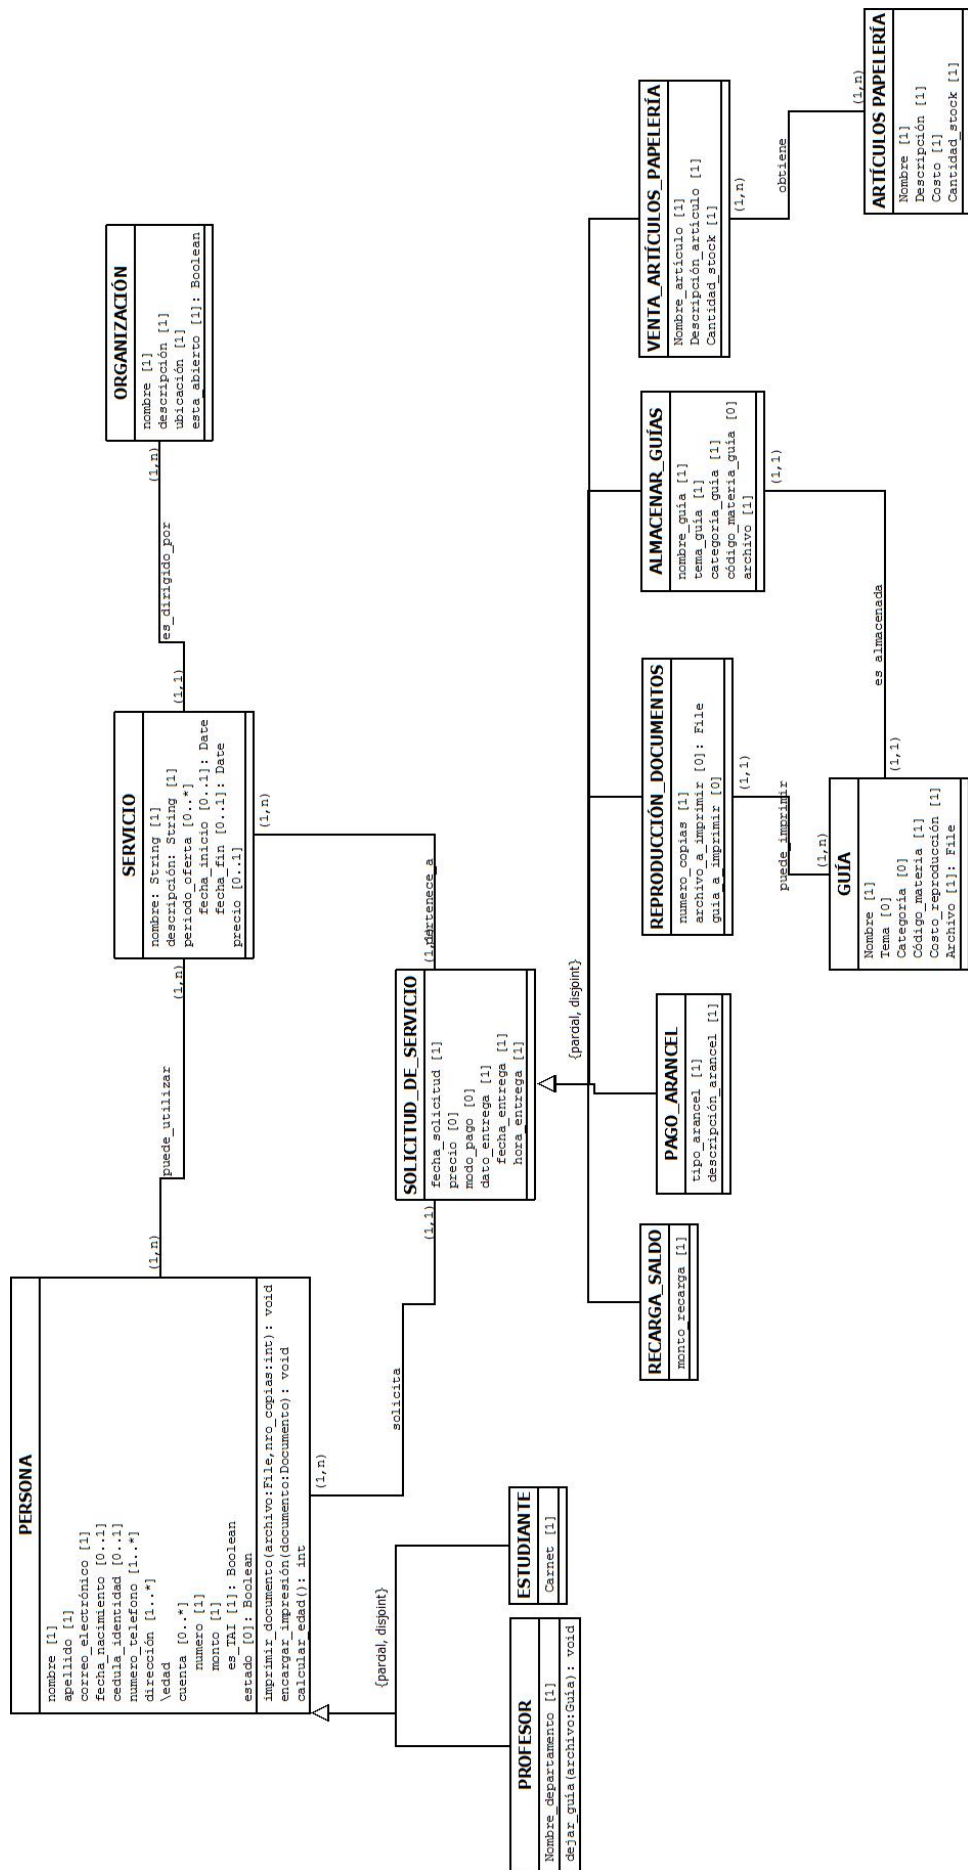 PERSONA
nombre [1]
apellido [1]
correo_electrónico [1]
fecha_nacimiento [0..1]
cedula_identidad [0..1]
numero_telefono [1..*]
dirección [1..*]
\edad
cuenta [0..*]
numero [1]
monto [1]
es_TAI [1]: Boolean
estado [0]: Boolean
imprimir_documento(archivo:File,nro_copias:int): void
encargar_impresión(documento:Documento): void
calcular_edad(): int
(1,n)
puede_utilizar
(1,n)
SERVICIO
nombre: String [1]
descripción: String [1]
periodo_oferta [0..*]
fecha_inicio [0..1]: Date
fecha_fin [0..1]: Date
precio [0..1]
(1,1)
es_dirigido_por
(1,n)
ORGANIZACIÓN
nombre [1]
descripción [1]
ubicación [1]
esta_abierto [1]: Boolean
(1,n)
solicita
(1,1)
SOLICITUD_DE_SERVICIO
fecha_solicitud [1]
precio [0]
modo_pago [0]
dato_entrega [1]
fecha_entrega [1]
hora_entrega [1]
pertenece_a
(1,n)
{parcial, disjoint}
PROFESOR
Nombre_departamento [1]
dejar_guía(archivo:Guía): void
ESTUDIANTE
Carnet [1]
{parcial, disjoint}
RECARGA_SALDO
monto_recarga [1]
PAGO_ARANCEL
tipo_arancel [1]
descripción_arancel [1]
REPRODUCCIÓN_DOCUMENTOS
numero_copias [1]
archivo_a_imprimir [0]: File
guia_a_imprimir [0]
(1,1)
puede_imprimir
(1,n)
ALMACENAR_GUÍAS
nombre_guía [1]
tema_guía [1]
categoría_guía [1]
código_materia_guía [0]
archivo [1]
(1,1)
es almacenada
(1,1)
VENTA_ARTÍCULOS_PAPELERÍA
Nombre_artículo [1]
Descripción_artículo [1]
Cantidad_stock [1]
(1,n)
obtiene
(1,n)
GUÍA
Nombre [1]
Tema [0]
Categoría [0]
Código_materia [1]
Costo_reproducción [1]
Archivo [1]: File
ARTÍCULOS PAPELERÍA
Nombre [1]
Descripción [1]
Costo [1]
Cantidad_stock [1]